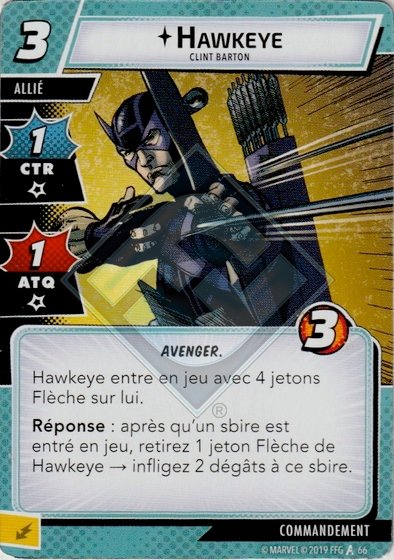 3
HAWKEYE
CLINT BARTON
ALLIÉ
1
CTR
1
ATQ
3
AVENGER.
Hawkeye entre en jeu avec 4 jetons
Flèche sur lui.
Réponse : après qu'un sbire est
entré en jeu, retirez 1 jeton Flèche de
Hawkeye → infligez 2 dégâts à ce sbire.
®
COMMANDEMENT
© MARVEL © 2019 FFG A 66